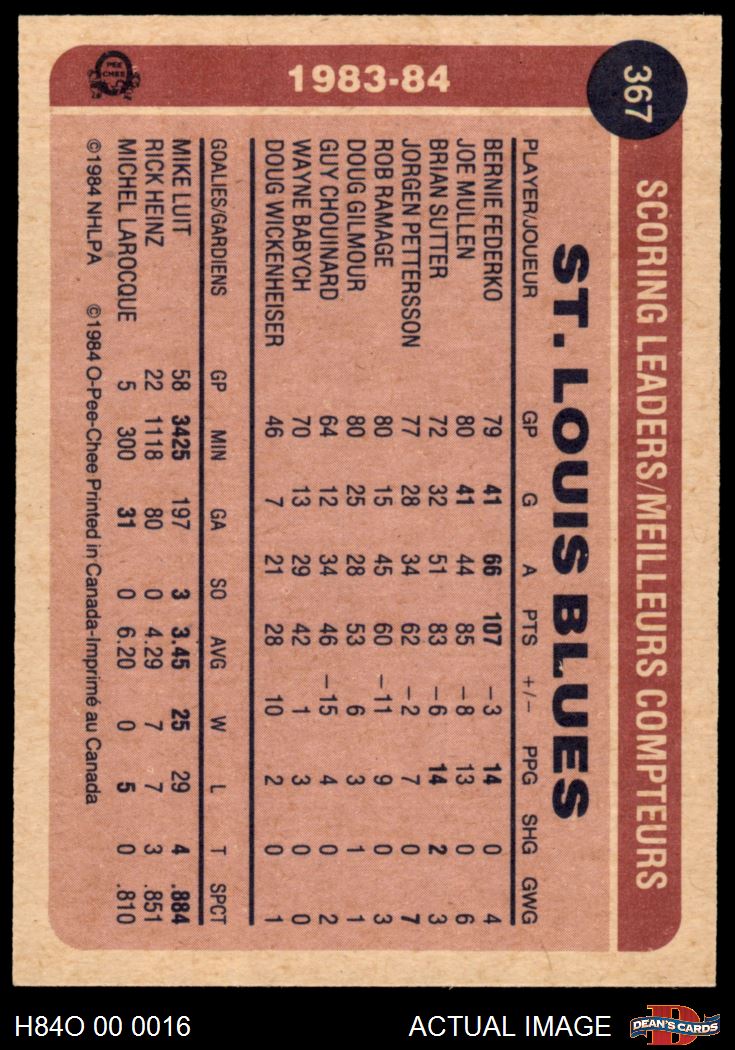 367
SCORING LEADERS/MEILLEURS COMPTEURS
1983-84
PEE
CHEE
ST. LOUIS BLUES
PLAYER/JOUEUR GP G A PTS +/− PPG SHG GWG
BERNIE FEDERKO 79 41 66 107 −3 14 0 4
JOE MULLEN 80 41 44 85 −8 13 0 6
BRIAN SUTTER 72 32 51 83 −6 14 2 3
JORGEN PETTERSSON 77 28 34 62 −2 7 0 7
ROB RAMAGE 80 15 45 60 −11 9 0 3
DOUG GILMOUR 80 25 28 53 6 3 1 1
GUY CHOUINARD 64 12 34 46 −15 4 0 2
WAYNE BABYCH 70 13 29 42 1 3 0 0
DOUG WICKENHEISER 46 7 21 28 10 2 0 1
GOALIES/GARDIENS GP MIN GA SO AVG W L T SPCT
MIKE LUIT 58 3425 197 3 3.45 25 29 4 .884
RICK HEINZ 22 1118 80 0 4.29 7 7 3 .851
MICHEL LAROCQUE 5 300 31 0 6.20 0 5 0 .810
©1984 NHLPA ©1984 O-Pee-Chee Printed in Canada-Imprimé au Canada
H84O 00 0016
ACTUAL IMAGE
D
DEAN'S CARDS